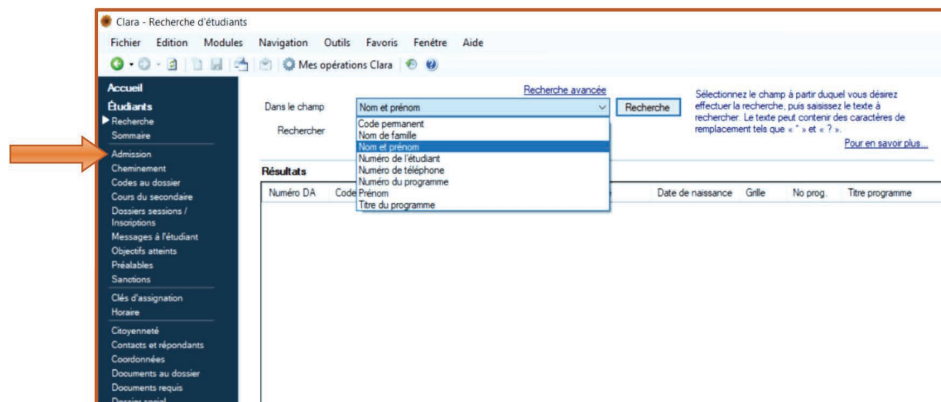 Clara - Recherche d'étudiants
Fichier Edition Modules Navigation Outils Favoris Fenêtre Aide
Mes opérations Clara
Accueil
Étudiants
Recherche
Sommaire
Admission
Cheminement
Codes au dossier
Cours du secondaire
Dossiers sessions /
Inscriptions
Messages à l'étudiant
Objectifs atteints
Préalables
Sanctions
Clés d'assignation
Horaire
Citoyenneté
Contacts et répondants
Coordonnées
Documents au dossier
Documents requis
Recherche avancée
Dans le champ Nom et prénom Recherche
Rechercher
Code permanent
Nom de famille
Nom et prénom
Numéro de l'étudiant
Numéro de téléphone
Numéro du programme
Prénom
Titre du programme
Sélectionnez le champ à partir duquel vous désirez
effectuer la recherche, puis saisissez le texte à
rechercher. Le texte peut contenir des caractères de
remplacement tels que « * » et « ? ».
Pour en savoir plus...
Résultats
Numéro DA Code Date de naissance Grille No prog. Titre programme